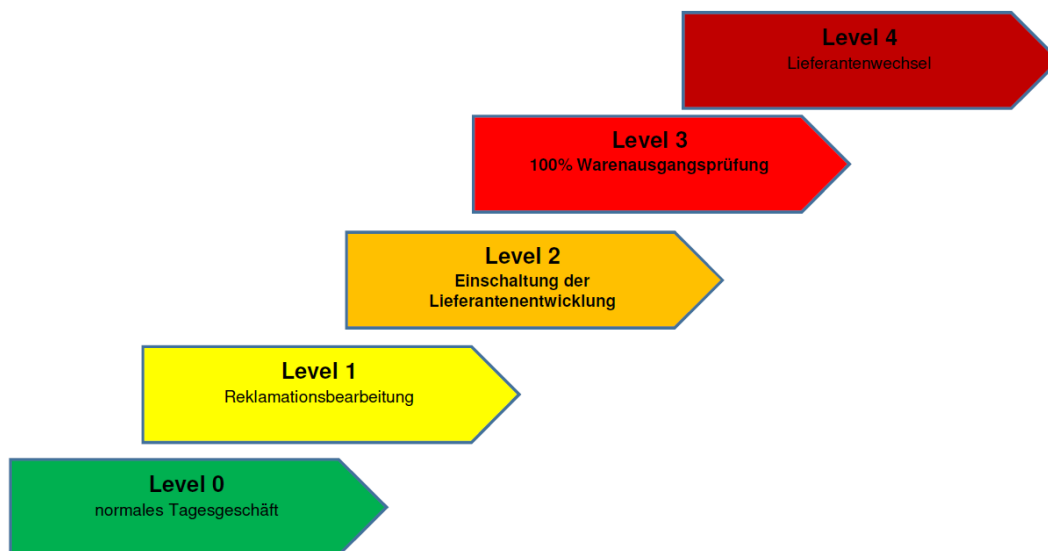 Level 4
Lieferantenwechsel
Level 3
100% Warenausgangsprüfung
Level 2
Einschaltung der
Lieferantenentwicklung
Level 1
Reklamationsbearbeitung
Level 0
normales Tagesgeschäft